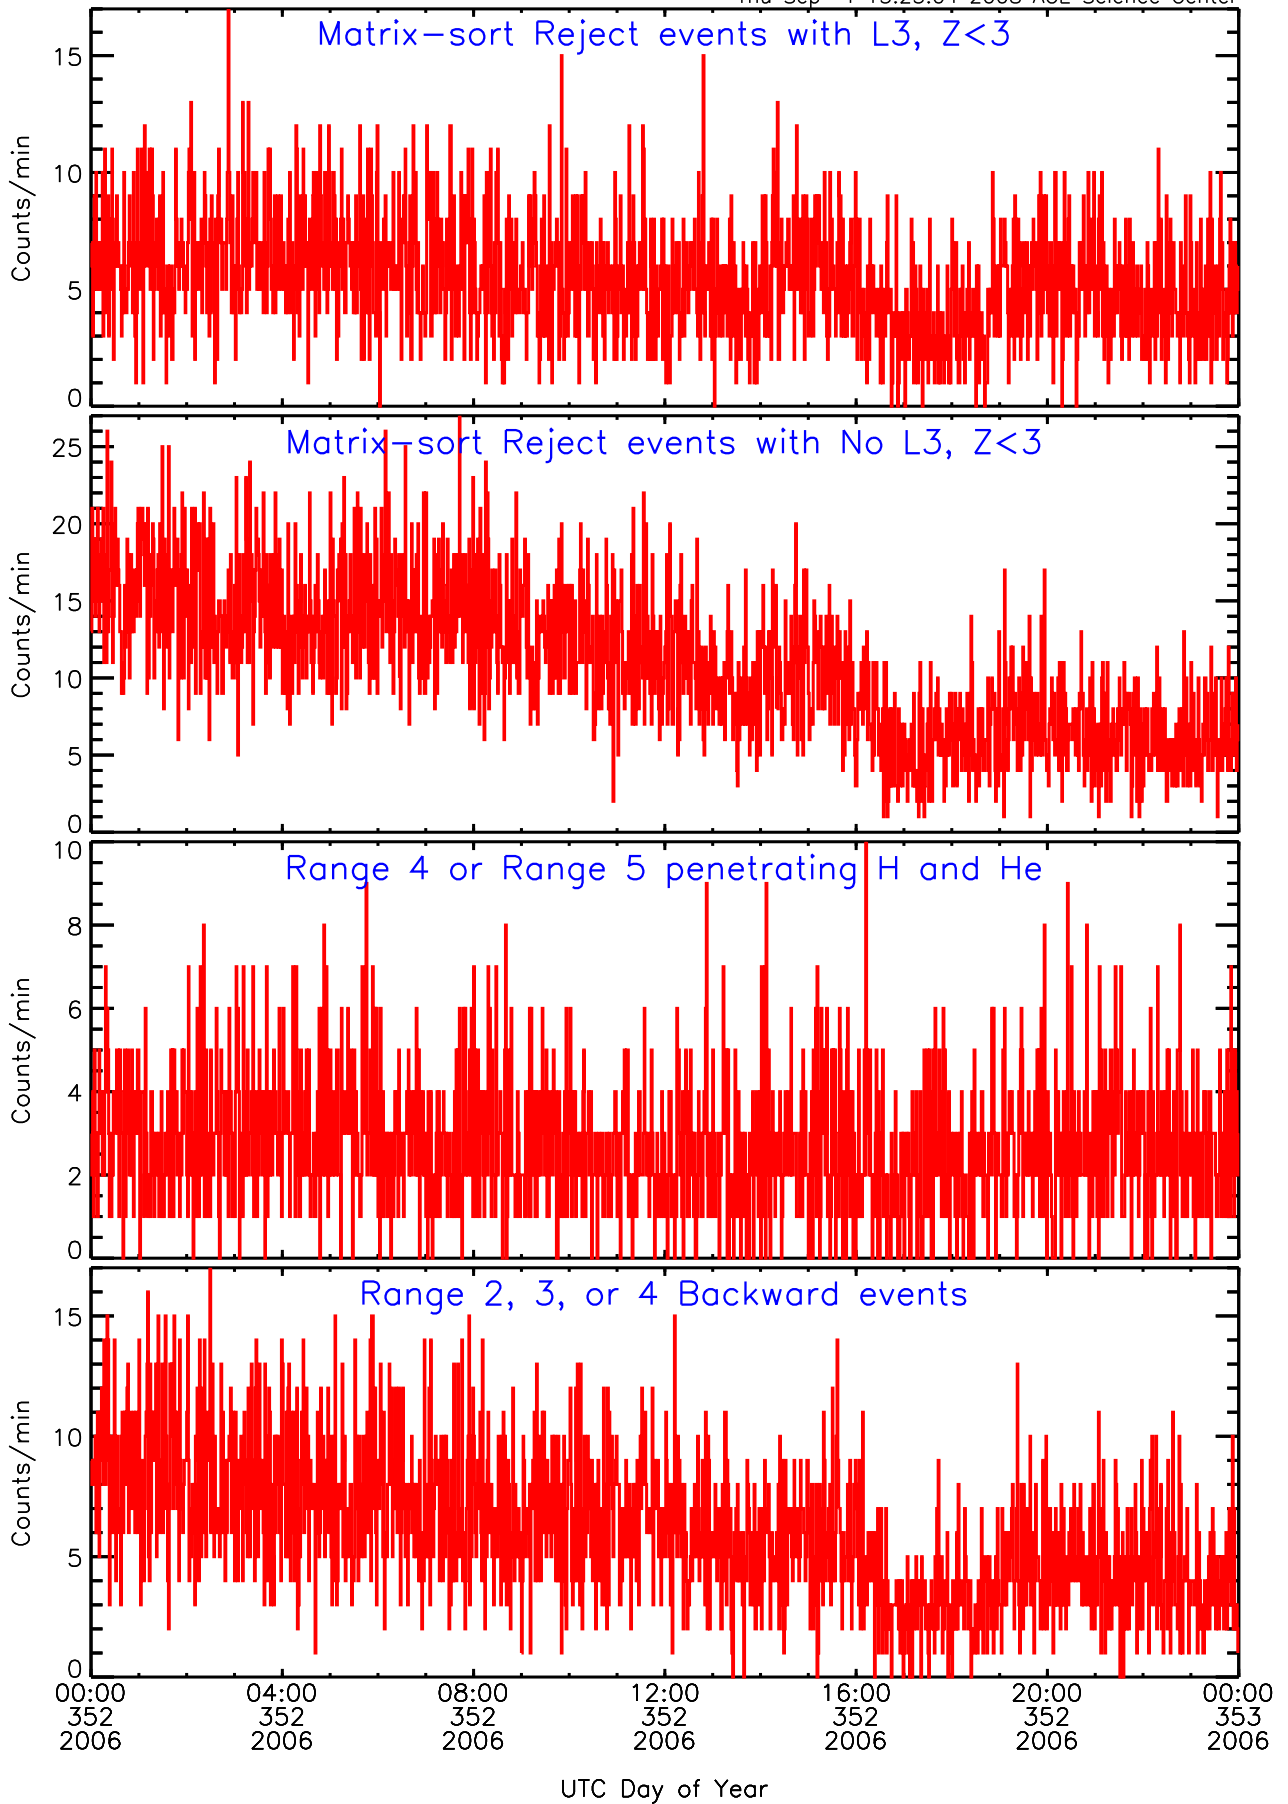 Matrix-sort Reject events with L3, Z<3
15
10
5
0
Counts/min
Matrix-sort Reject events with No L3, Z<3
25
20
15
10
5
0
Counts/min
Range 4 or Range 5 penetrating H and He
10
8
6
4
2
0
Counts/min
Range 2, 3, or 4 Backward events
15
10
5
0
Counts/min
00:00 04:00 08:00 12:00 16:00 20:00 00:00
352 352 352 352 352 352 353
2006 2006 2006 2006 2006 2006 2006
UTC Day of Year